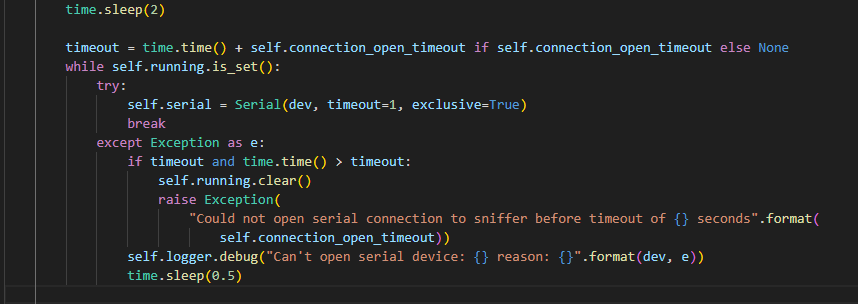 time.sleep(2)
timeout = time.time() + self.connection_open_timeout if self.connection_open_timeout else None
while self.running.is_set():
try:
self.serial = Serial(dev, timeout=1, exclusive=True)
break
except Exception as e:
if timeout and time.time() > timeout:
self.running.clear()
raise Exception(
"Could not open serial connection to sniffer before timeout of {} seconds".format(
self.connection_open_timeout))
self.logger.debug("Can't open serial device: {} reason: {}".format(dev, e))
time.sleep(0.5)